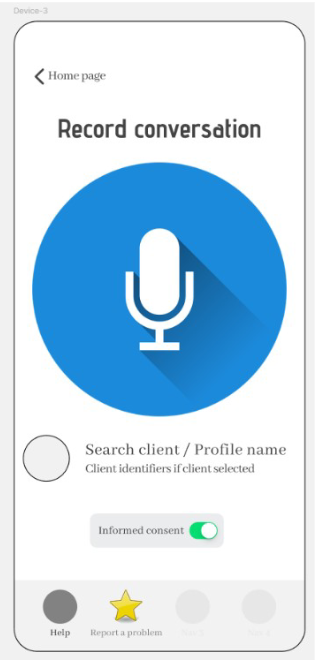 Device-3
Home page
Record conversation
Search client / Profile name
Client identifiers if client selected
Informed consent
Help
Report a problem